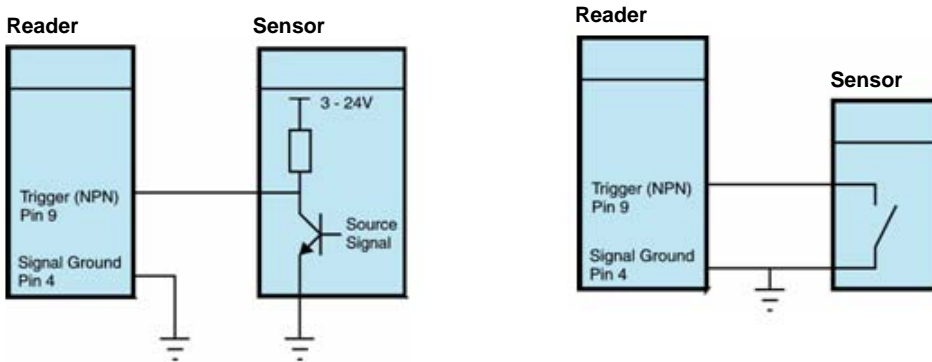 Reader
Sensor
3 - 24V
Trigger (NPN)
Pin 9
Source
Signal
Signal Ground
Pin 4
Reader
Sensor
Trigger (NPN)
Pin 9
Signal Ground
Pin 4